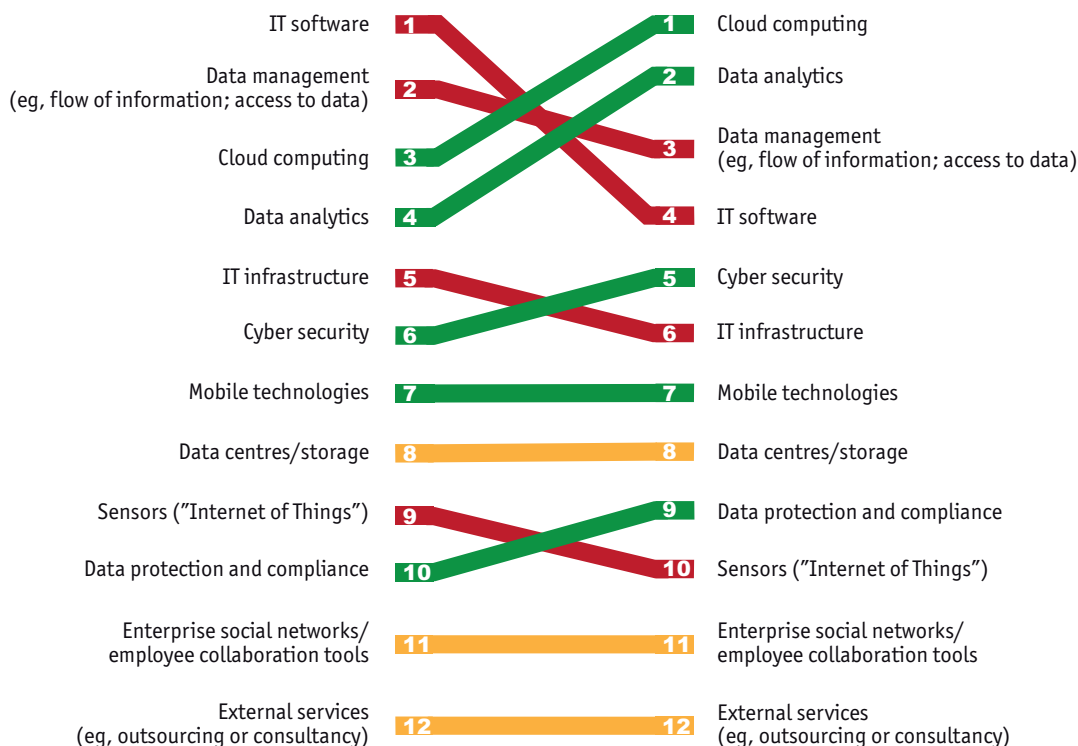 IT software
1
1
Cloud computing
Data management
(eg, flow of information; access to data)
2
2
Data analytics
Cloud computing
3
3
Data management
(eg, flow of information; access to data)
Data analytics
4
4
IT software
IT infrastructure
5
5
Cyber security
Cyber security
6
6
IT infrastructure
Mobile technologies
7
7
Mobile technologies
Data centres/storage
8
8
Data centres/storage
Sensors (”Internet of Things”)
9
9
Data protection and compliance
Data protection and compliance
10
10
Sensors (”Internet of Things”)
Enterprise social networks/
employee collaboration tools
11
11
Enterprise social networks/
employee collaboration tools
External services
(eg, outsourcing or consultancy)
12
12
External services
(eg, outsourcing or consultancy)